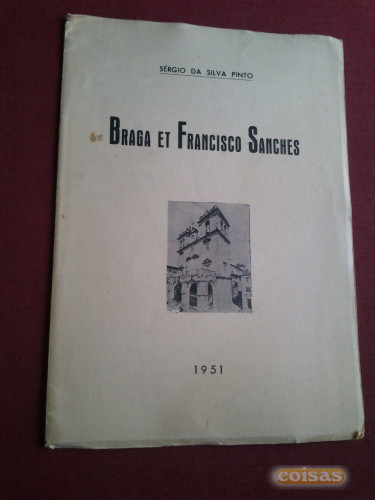 SÉRGIO DA SILVA PINTO
BRAGA ET FRANCISCO SANCHES
1951
coisas